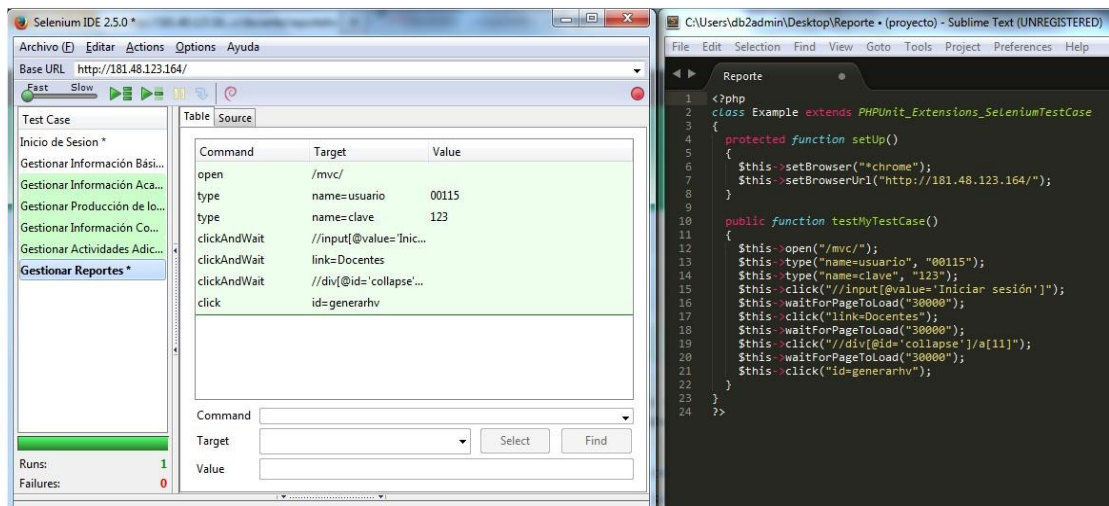 Selenium IDE 2.5.0 *
Archivo (F) Editar Actions Options Ayuda
Base URL http://181.48.123.164/
Fast Slow
Test Case
Inicio de Sesion *
Gestionar Información Bási...
Gestionar Información Aca...
Gestionar Producción de lo...
Gestionar Información Co...
Gestionar Actividades Adic...
Gestionar Reportes *
Runs: 1
Failures: 0
Table Source
Command Target Value
open /mvc/
type name=usuario 00115
type name=clave 123
clickAndWait //input[@value='Inic...
clickAndWait link=Docentes
clickAndWait //div[@id='collapse'...
click id=generarhv
Command
Target Select Find
Value
C:\Users\db2admin\Desktop\Reporte • (proyecto) - Sublime Text (UNREGISTERED)
File Edit Selection Find View Goto Tools Project Preferences Help
Reporte
1 <?php
2 class Example extends PHPUnit_Extensions_SeleniumTestCase
3 {
4 protected function setUp()
5 {
6 $this->setBrowser("*chrome");
7 $this->setBrowserUrl("http://181.48.123.164/");
8 }
9
10 public function testMyTestCase()
11 {
12 $this->open("/mvc/");
13 $this->type("name=usuario", "00115");
14 $this->type("name=clave", "123");
15 $this->click("//input[@value='Iniciar sesión']");
16 $this->waitForPageToLoad("30000");
17 $this->click("link=Docentes");
18 $this->waitForPageToLoad("30000");
19 $this->click("//div[@id='collapse']/a[11]");
20 $this->waitForPageToLoad("30000");
21 $this->click("id=generarhv");
22 }
23 }
24 ?>